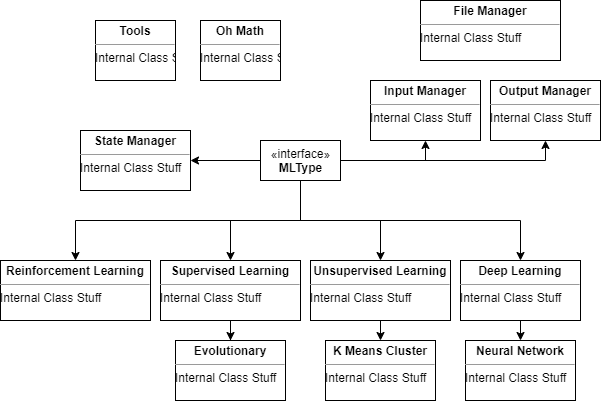 File Manager
Internal Class Stuff
Tools
Internal Class S
Oh Math
Internal Class S
Input Manager
Internal Class Stuff
Output Manager
Internal Class Stuff
State Manager
Internal Class Stuff
«interface»
MLType
Reinforcement Learning
Internal Class Stuff
Supervised Learning
Internal Class Stuff
Unsupervised Learning
Internal Class Stuff
Deep Learning
Internal Class Stuff
Evolutionary
Internal Class Stuff
K Means Cluster
Internal Class Stuff
Neural Network
Internal Class Stuff